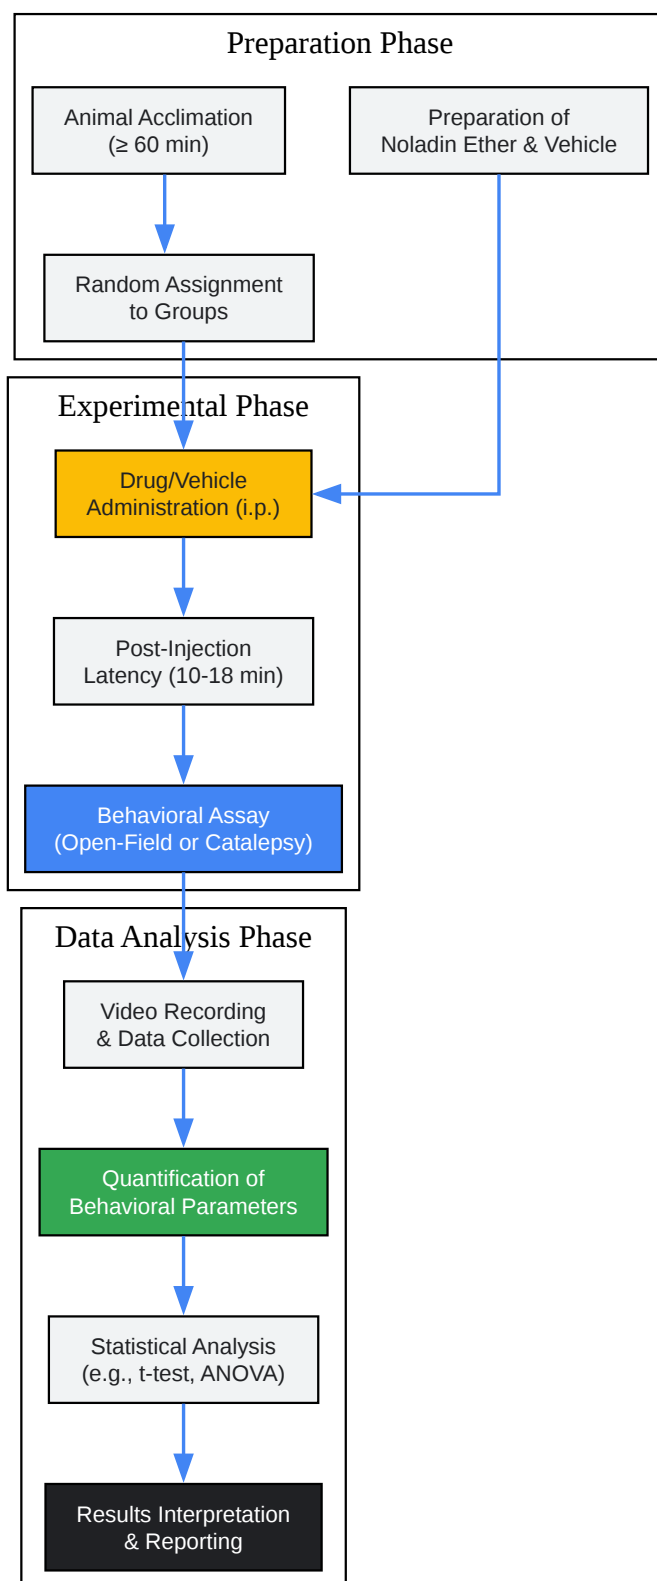 Preparation Phase
Animal Acclimation
(≥ 60 min)
Preparation of
Noladin Ether & Vehicle
Random Assignment
to Groups
Experimental Phase
Drug/Vehicle
Administration (i.p.)
Post-Injection
Latency (10-18 min)
Behavioral Assay
(Open-Field or Catalepsy)
Data Analysis Phase
Video Recording
& Data Collection
Quantification of
Behavioral Parameters
Statistical Analysis
(e.g., t-test, ANOVA)
Results Interpretation
& Reporting